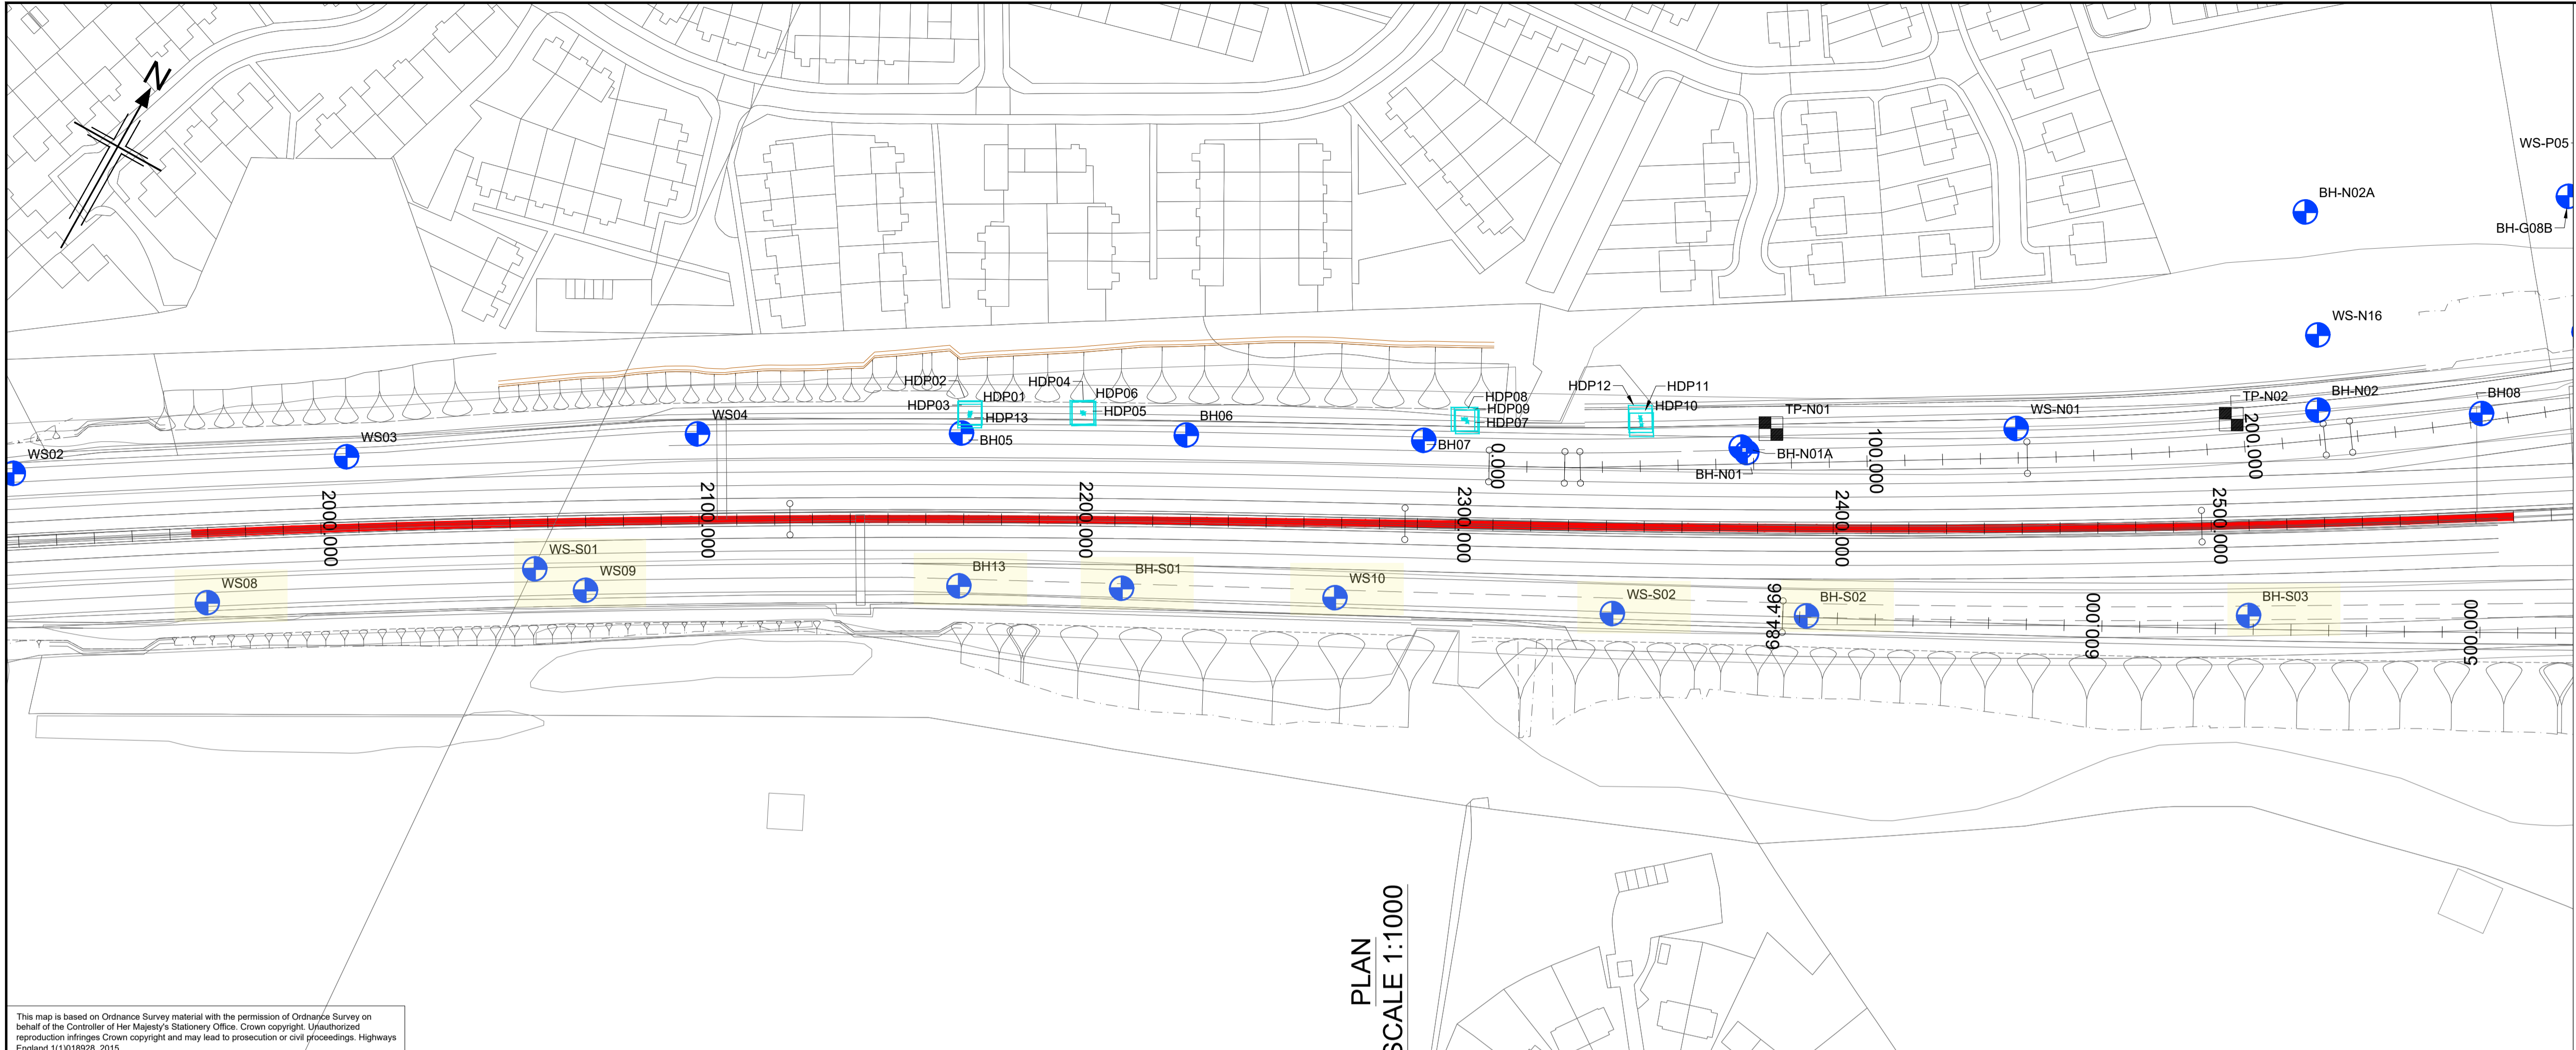 N
WS-P05
BH-N02A
BH-G08B
WS-N16
HDP02
HDP04
HDP06
HDP01
HDP03
HDP13
HDP05
HDP08
HDP09
HDP07
HDP12
HDP11
HDP10
TP-N01
WS-N01
TP-N02
BH-N02
BH08
WS02
WS03
WS04
BH05
BH06
BH07
BH-N01A
BH-N01
0.000
100.000
200.000
2000.000
2100.000
2200.000
2300.000
2400.000
2500.000
WS08
WS-S01
WS09
BH13
BH-S01
WS10
WS-S02
BH-S02
BH-S03
684.466
600.000
500.000
PLAN
SCALE 1:1000
This map is based on Ordnance Survey material with the permission of Ordnance Survey on
behalf of the Controller of Her Majesty's Stationery Office. Crown copyright. Unauthorized
reproduction infringes Crown copyright and may lead to prosecution or civil proceedings. Highways
England 1(1)018928, 2015